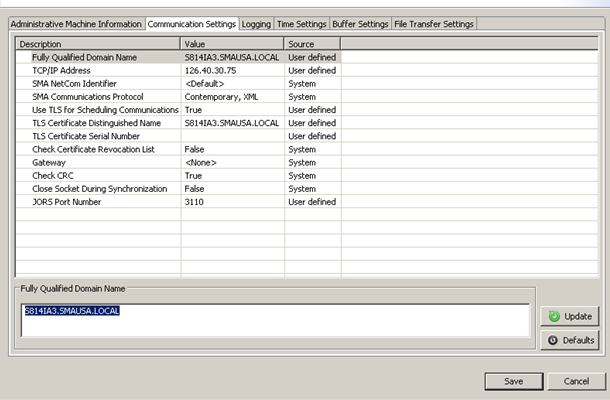 Administrative Machine Information Communication Settings Logging Time Settings Buffer Settings File Transfer Settings
Description Value Source
Fully Qualified Domain Name S814IA3.SMAUSA.LOCAL User defined
TCP/IP Address 126.40.30.75 User defined
SMA NetCom Identifier <Default> System
SMA Communications Protocol Contemporary, XML System
Use TLS for Scheduling Communications True User defined
TLS Certificate Distinguished Name S814IA3.SMAUSA.LOCAL User defined
TLS Certificate Serial Number User defined
Check Certificate Revocation List False System
Gateway <None> System
Check CRC True System
Close Socket During Synchronization False System
JORS Port Number 3110 User defined
Fully Qualified Domain Name
S814IA3.SMAUSA.LOCAL
Update
Defaults
Save Cancel